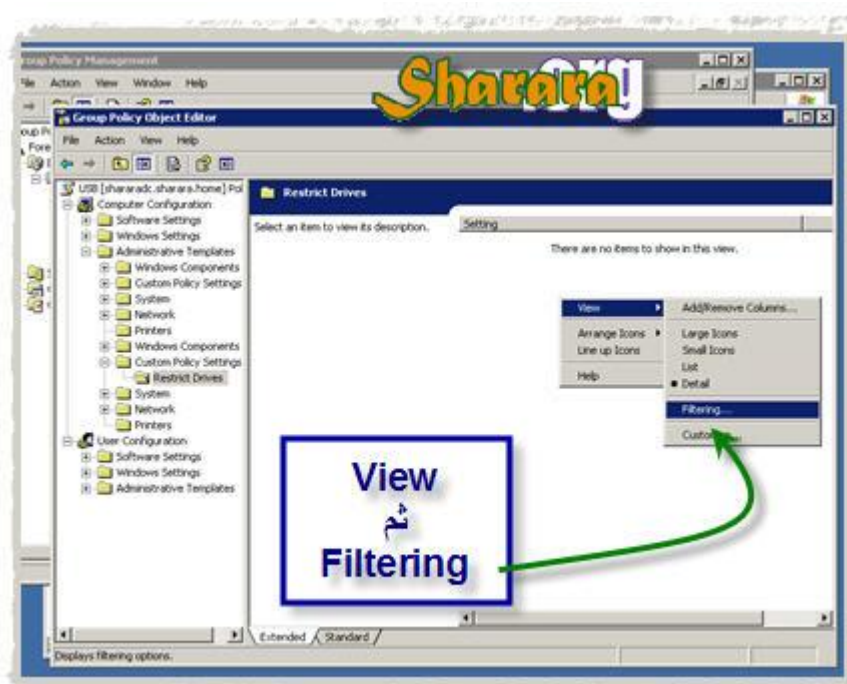 Group Policy Management
File Action View Window Help
Sharara.org
Group Policy Object Editor
File Action View Help
USB [shararadc.sharara.home] Pol
Computer Configuration
Software Settings
Windows Settings
Administrative Templates
Windows Components
Custom Policy Settings
System
Network
Printers
Windows Components
Custom Policy Settings
Restrict Drives
System
Network
Printers
User Configuration
Software Settings
Windows Settings
Administrative Templates
Restrict Drives
Select an item to view its description.
Setting
There are no items to show in this view.
View
Arrange Icons
Line up Icons
Help
Add/Remove Columns...
Large Icons
Small Icons
List
Detail
Filtering...
View
ثم
Filtering
Extended
Standard
Displays filtering options.